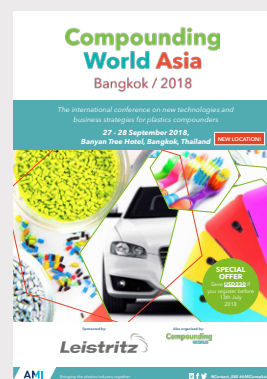 Compounding
World Asia
Bangkok / 2018
The international conference on new technologies and
business strategies for plastics compounders
27 - 28 September 2018,
Banyan Tree Hotel, Bangkok, Thailand
NEW LOCATION!
SPECIAL
OFFER
Save USD230 if
you register before
13th July
2018
Sponsored by:
Also organised by:
Leistritz
Compounding
WORLD
AMI
Bringing the plastics industry together